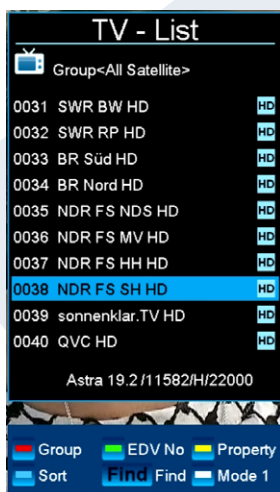 TV - List
Group<All Satellite>
0031 SWR BW HD HD
0032 SWR RP HD HD
0033 BR Süd HD HD
0034 BR Nord HD HD
0035 NDR FS NDS HD HD
0036 NDR FS MV HD HD
0037 NDR FS HH HD HD
0038 NDR FS SH HD HD
0039 sonnenklar.TV HD HD
0040 QVC HD HD
Astra 19.2 /11582/H/22000
Group EDV No Property
Sort Find Find Mode 1